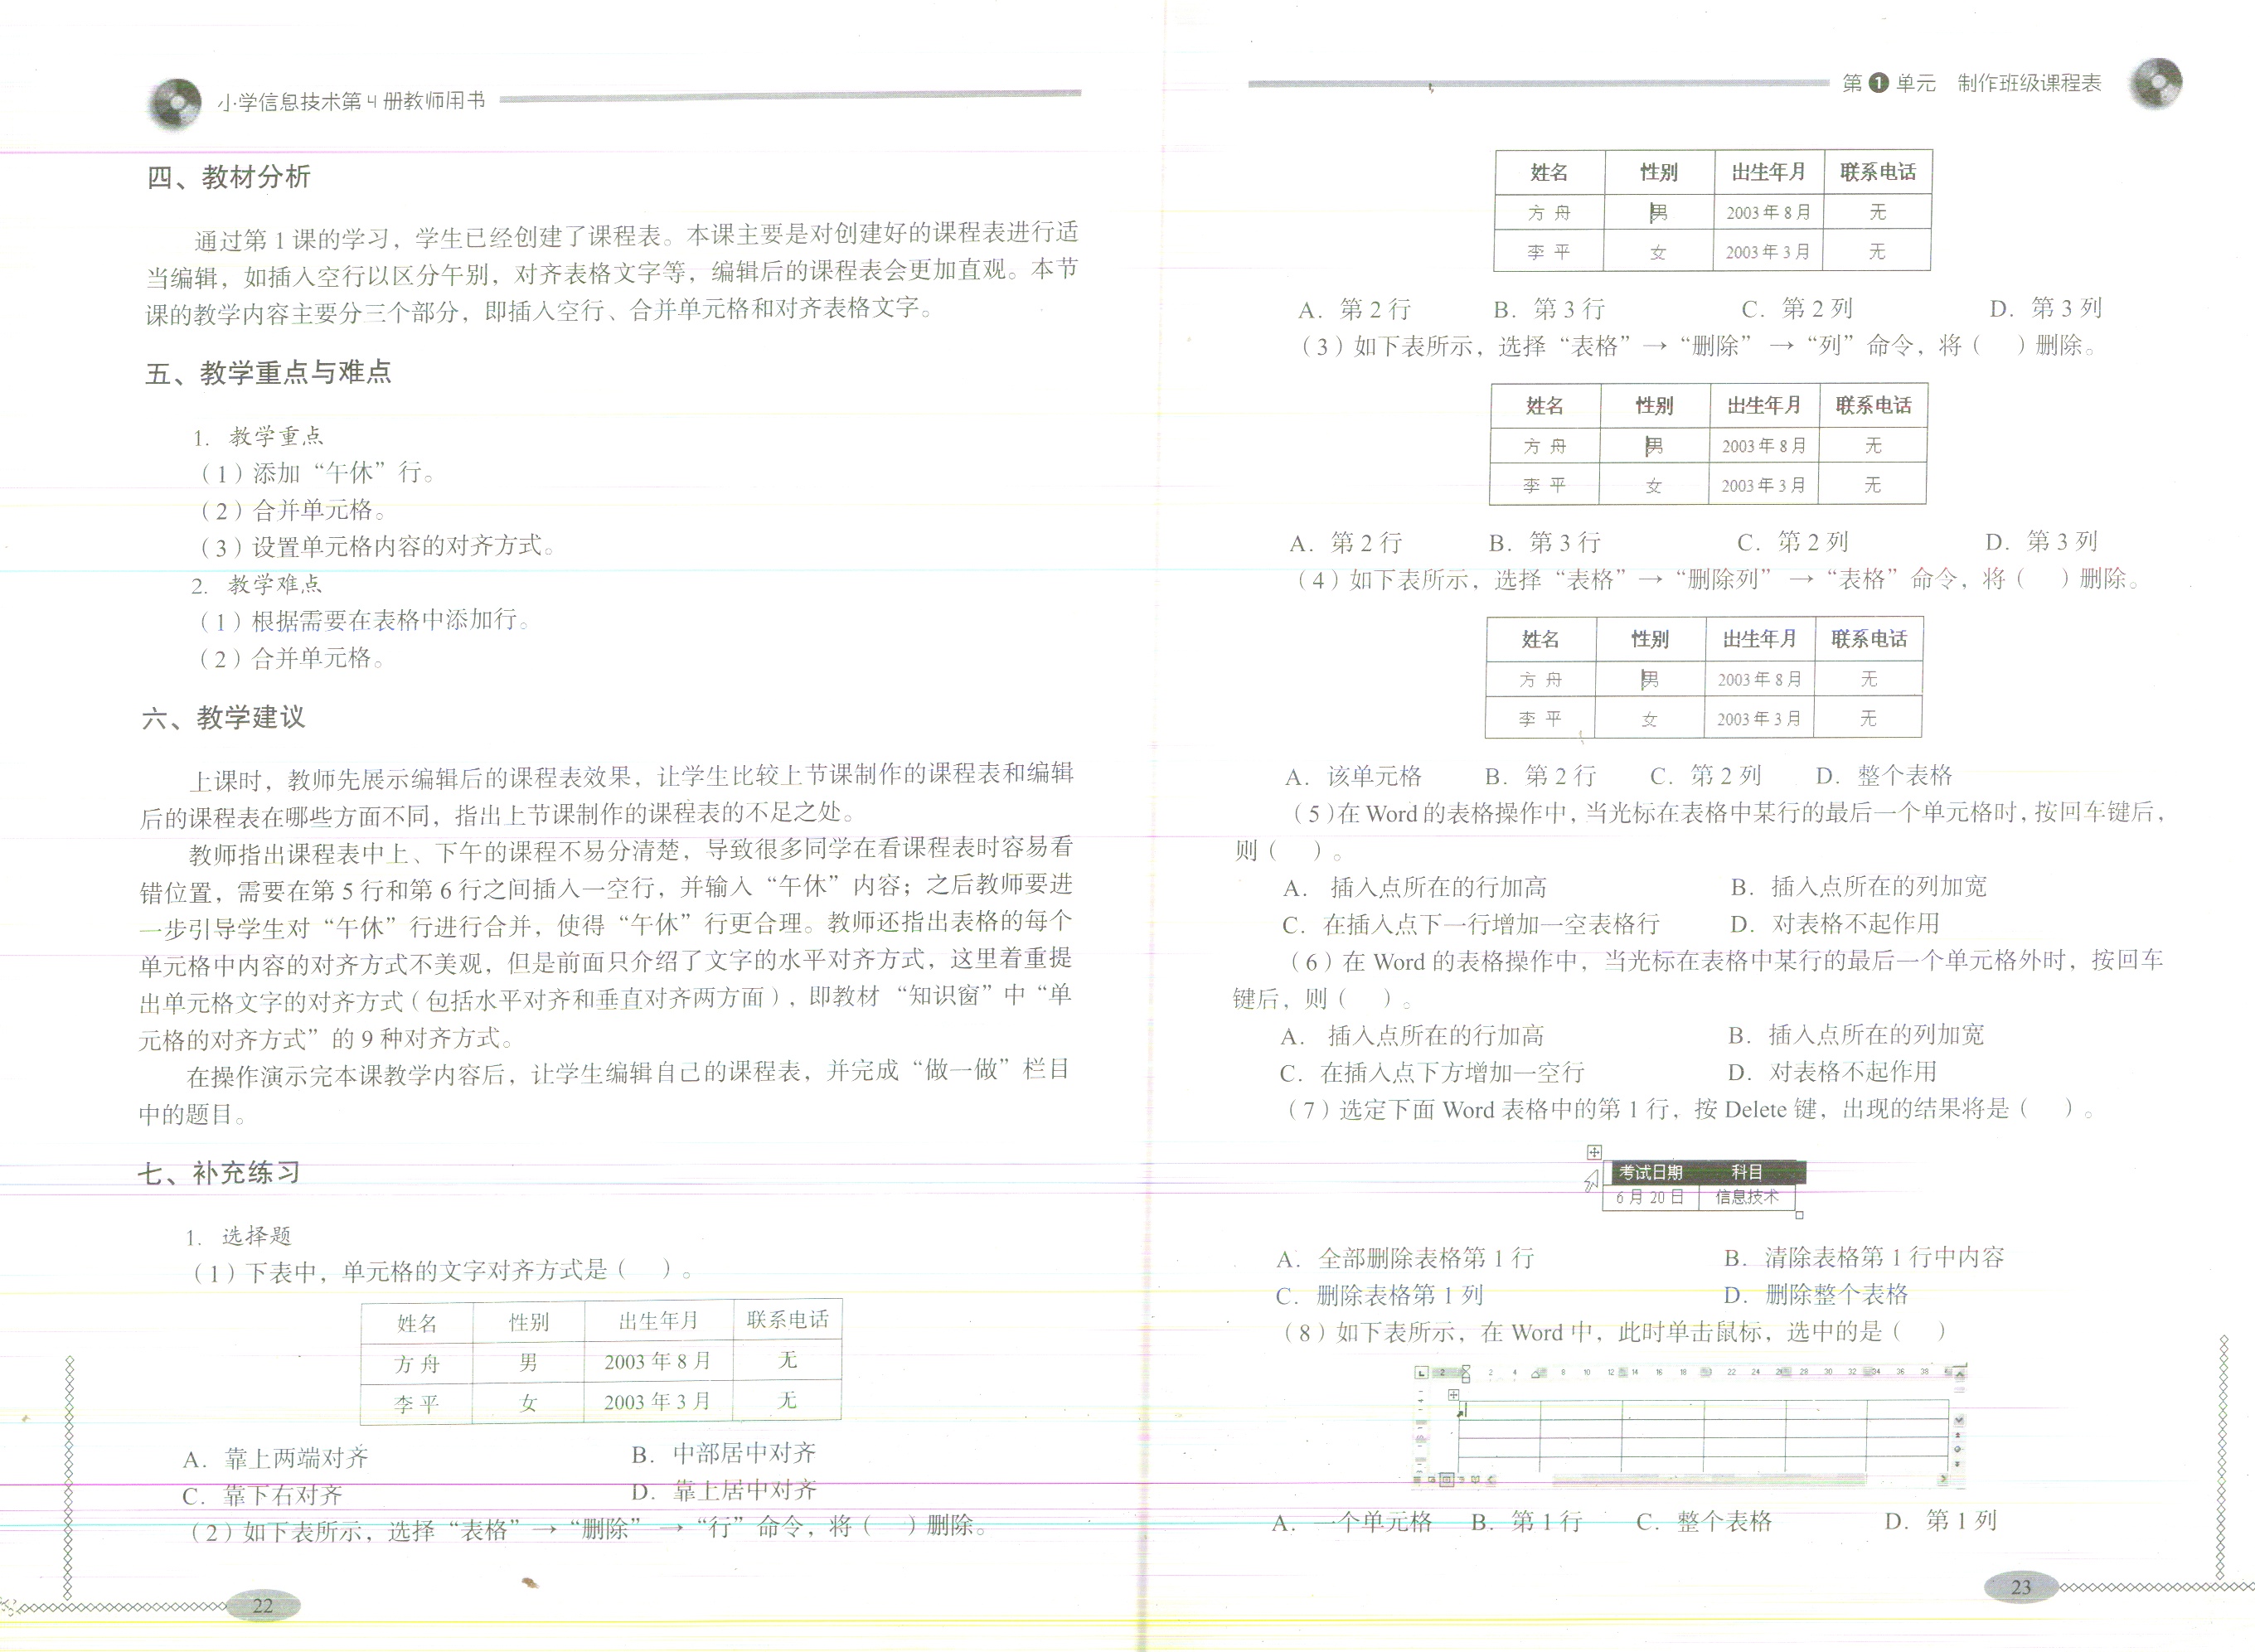 小学信息技术第4册教师用书
四、教材分析
通过第1课的学习，学生已经创建了课程表。本课主要是对创建好的课程表进行适
当编辑，如插入空行以区分午别，对齐表格文字等，编辑后的课程表会更加直观。本节
课的教学内容主要分三个部分，即插入空行、合并单元格和对齐表格文字。
五、教学重点与难点
1. 教学重点
（1）添加“午休”行。
（2）合并单元格。
（3）设置单元格内容的对齐方式。
2. 教学难点
（1）根据需要在表格中添加行。
（2）合并单元格。
六、教学建议
上课时，教师先展示编辑后的课程表效果，让学生比较上节课制作的课程表和编辑
后的课程表在哪些方面不同，指出上节课制作的课程表的不足之处。
教师指出课程表中上、下午的课程不易分清楚，导致很多同学在看课程表时容易看
错位置，需要在第5行和第6行之间插入一空行，并输入“午休”内容；之后教师要进
一步引导学生对“午休”行进行合并，使得“午休”行更合理。教师还指出表格的每个
单元格中内容的对齐方式不美观，但是前面只介绍了文字的水平对齐方式，这里着重提
出单元格文字的对齐方式（包括水平对齐和垂直对齐两方面），即教材“知识窗”中“单
元格的对齐方式”的9种对齐方式。
在操作演示完本课教学内容后，让学生编辑自己的课程表，并完成“做一做”栏目
中的题目。
七、补充练习
1. 选择题
（1）下表中，单元格的文字对齐方式是（ ）。
姓名 性别 出生年月 联系电话
方 舟 男 2003年8月 无
李 平 女 2003年3月 无
A. 靠上两端对齐 B. 中部居中对齐
C. 靠下右对齐 D. 靠上居中对齐
（2）如下表所示，选择“表格”→“删除”→“行”命令，将（ ）删除。
22
第1单元 制作班级课程表
姓名 性别 出生年月 联系电话
方 舟 男 2003年8月 无
李 平 女 2003年3月 无
A. 第2行 B. 第3行 C. 第2列 D. 第3列
（3）如下表所示，选择“表格”→“删除”→“列”命令，将（ ）删除。
姓名 性别 出生年月 联系电话
方 舟 男 2003年8月 无
李 平 女 2003年3月 无
A. 第2行 B. 第3行 C. 第2列 D. 第3列
（4）如下表所示，选择“表格”→“删除列”→“表格”命令，将（ ）删除。
姓名 性别 出生年月 联系电话
方 舟 男 2003年8月 无
李 平 女 2003年3月 无
A. 该单元格 B. 第2行 C. 第2列 D. 整个表格
（5）在Word的表格操作中，当光标在表格中某行的最后一个单元格时，按回车键后，
则（ ）。
A. 插入点所在的行加高 B. 插入点所在的列加宽
C. 在插入点下一行增加一空表格行 D. 对表格不起作用
（6）在Word的表格操作中，当光标在表格中某行的最后一个单元格外时，按回车
键后，则（ ）。
A. 插入点所在的行加高 B. 插入点所在的列加宽
C. 在插入点下方增加一空行 D. 对表格不起作用
（7）选定下面Word表格中的第1行，按Delete键，出现的结果将是（ ）。
考试日期 科目
6月20日 信息技术
A. 全部删除表格第1行 B. 清除表格第1行中内容
C. 删除表格第1列 D. 删除整个表格
（8）如下表所示，在Word中，此时单击鼠标，选中的是（ ）
2 2 4 8 10 12 14 16 18 22 24 26 28 30 32 34 36 38
A. 一个单元格 B. 第1行 C. 整个表格 D. 第1列
23